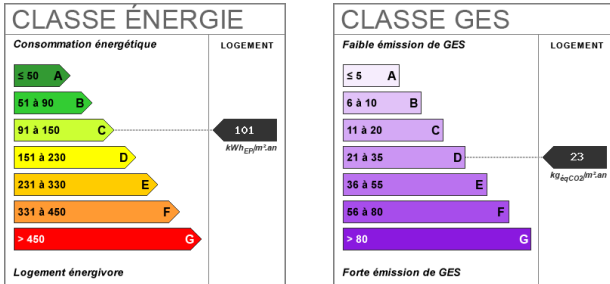 CLASSE ÉNERGIE
Consommation énergétique
LOGEMENT
≤ 50 A
51 à 90 B
91 à 150 C
101
kWhEP/m².an
151 à 230 D
231 à 330 E
331 à 450 F
> 450 G
Logement énergivore
CLASSE GES
Faible émission de GES
LOGEMENT
≤ 5 A
6 à 10 B
11 à 20 C
21 à 35 D
23
kgéqCO2/m².an
36 à 55 E
56 à 80 F
> 80 G
Forte émission de GES